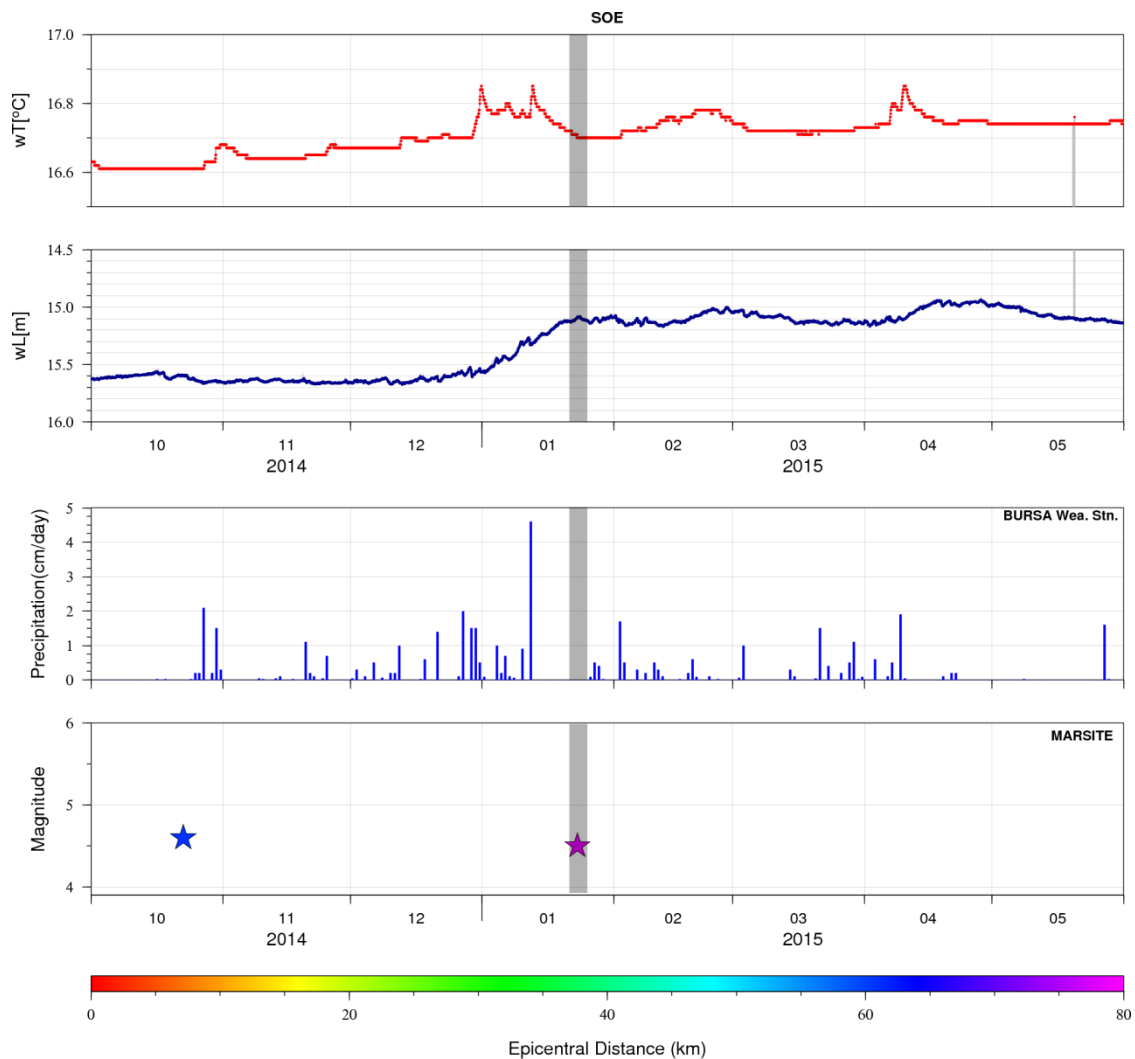 SOE
wT[ºC]
17.0
16.8
16.6
wL[m]
14.5
15.0
15.5
16.0
10 11 12 01 02 03 04 05
2014 2015
Precipitation(cm/day)
BURSA Wea. Stn.
5
4
3
2
1
0
Magnitude
MARSITE
6
5
4
10 11 12 01 02 03 04 05
2014 2015
0 20 40 60 80
Epicentral Distance (km)